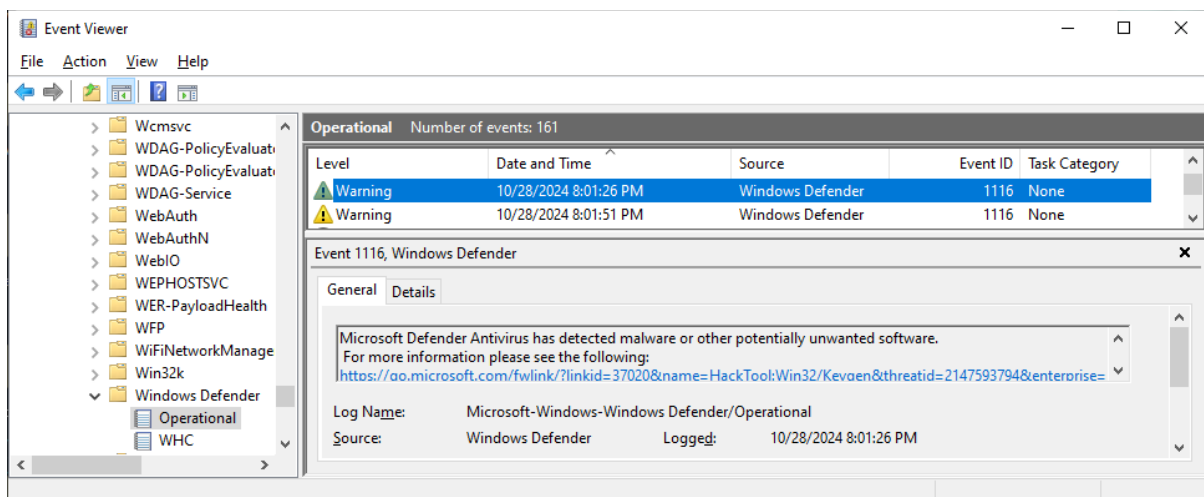 Event Viewer
File Action View Help
Wcmsvc
WDAG-PolicyEvaluat
WDAG-PolicyEvaluat
WDAG-Service
WebAuth
WebAuthN
WebIO
WEPHOSTSVC
WER-PayloadHealth
WFP
WiFiNetworkManage
Win32k
Windows Defender
Operational
WHC
Operational Number of events: 161
Level Date and Time Source Event ID Task Category
Warning 10/28/2024 8:01:26 PM Windows Defender 1116 None
Warning 10/28/2024 8:01:51 PM Windows Defender 1116 None
Event 1116, Windows Defender
General Details
Microsoft Defender Antivirus has detected malware or other potentially unwanted software.
For more information please see the following:
https://go.microsoft.com/fwlink/?linkid=37020&name=HackTool:Win32/Keygen&threatid=2147593794&enterprise=
Log Name: Microsoft-Windows-Windows Defender/Operational
Source: Windows Defender Logged: 10/28/2024 8:01:26 PM